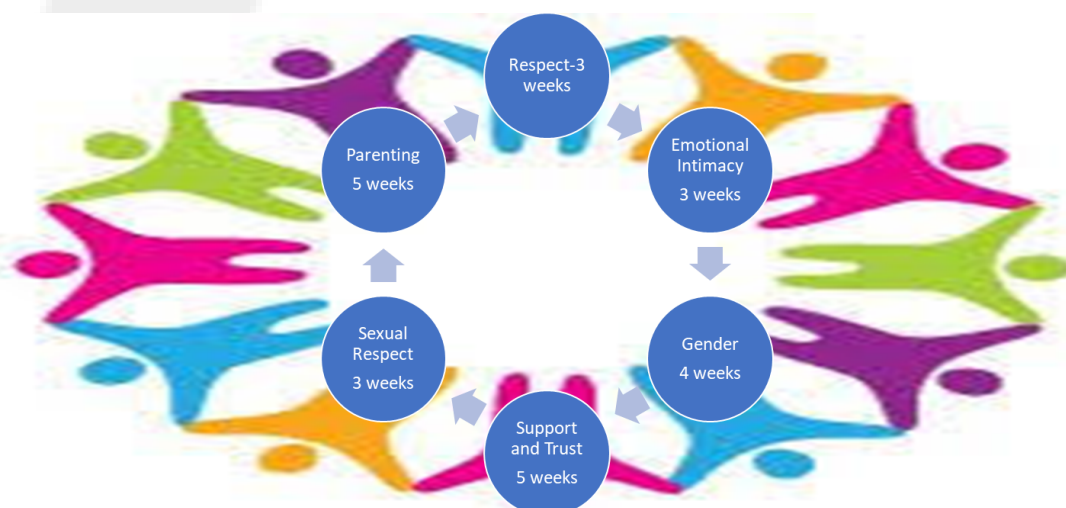 Respect-3
weeks
Emotional
Intimacy
3 weeks
Gender
4 weeks
Support
and Trust
5 weeks
Sexual
Respect
3 weeks
Parenting
5 weeks